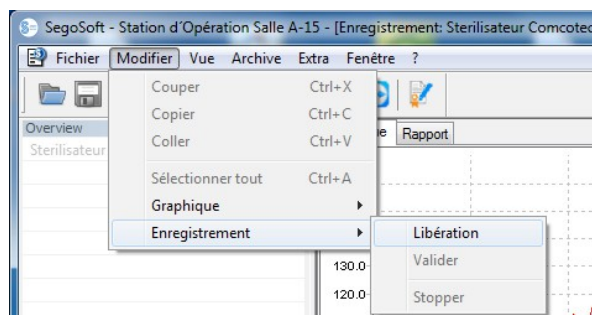 SegoSoft - Station d´Opération Salle A-15 - [Enregistrement: Sterilisateur Comcotec
Fichier Modifier Vue Archive Extra Fenêtre ?
Couper Ctrl+X
Copier Ctrl+C
Coller Ctrl+V
Sélectionner tout Ctrl+A
Graphique
Enregistrement
Libération
Valider
Stopper
Overview
Sterilisateur
Rapport
130.0
120.0